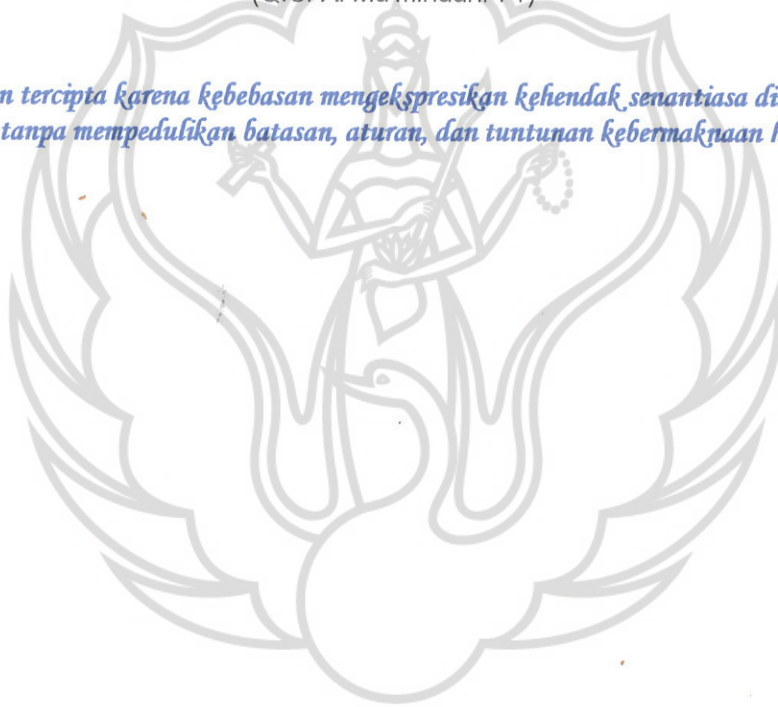 n tercipta karena kebebasan mengekspresikan kehendak senantiasa di
tanpa mempedulikan batasan, aturan, dan tuntunan kebermaknaan h